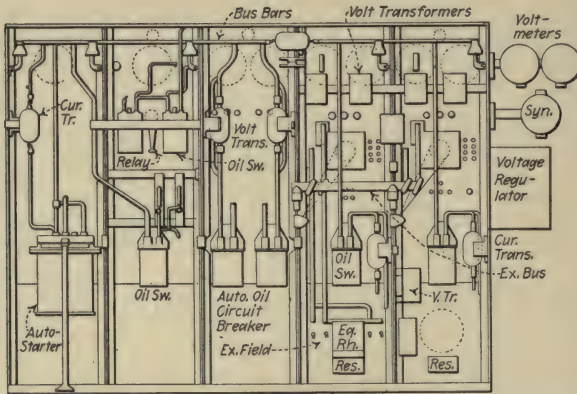 Bus Bars
Volt Transformers
Volt-
meters
Cur.
Tr.
Syn.
Volt
Trans.
Relay
Oil Sw.
Voltage
Regu-
lator
Oil
Sw.
Cur.
Trans.
Ex. Bus
V. Tr.
Oil Sw.
Auto. Oil
Circuit
Breaker
Auto-
Starter
Ex. Field
Eq.
Rh.
Res.
Res.